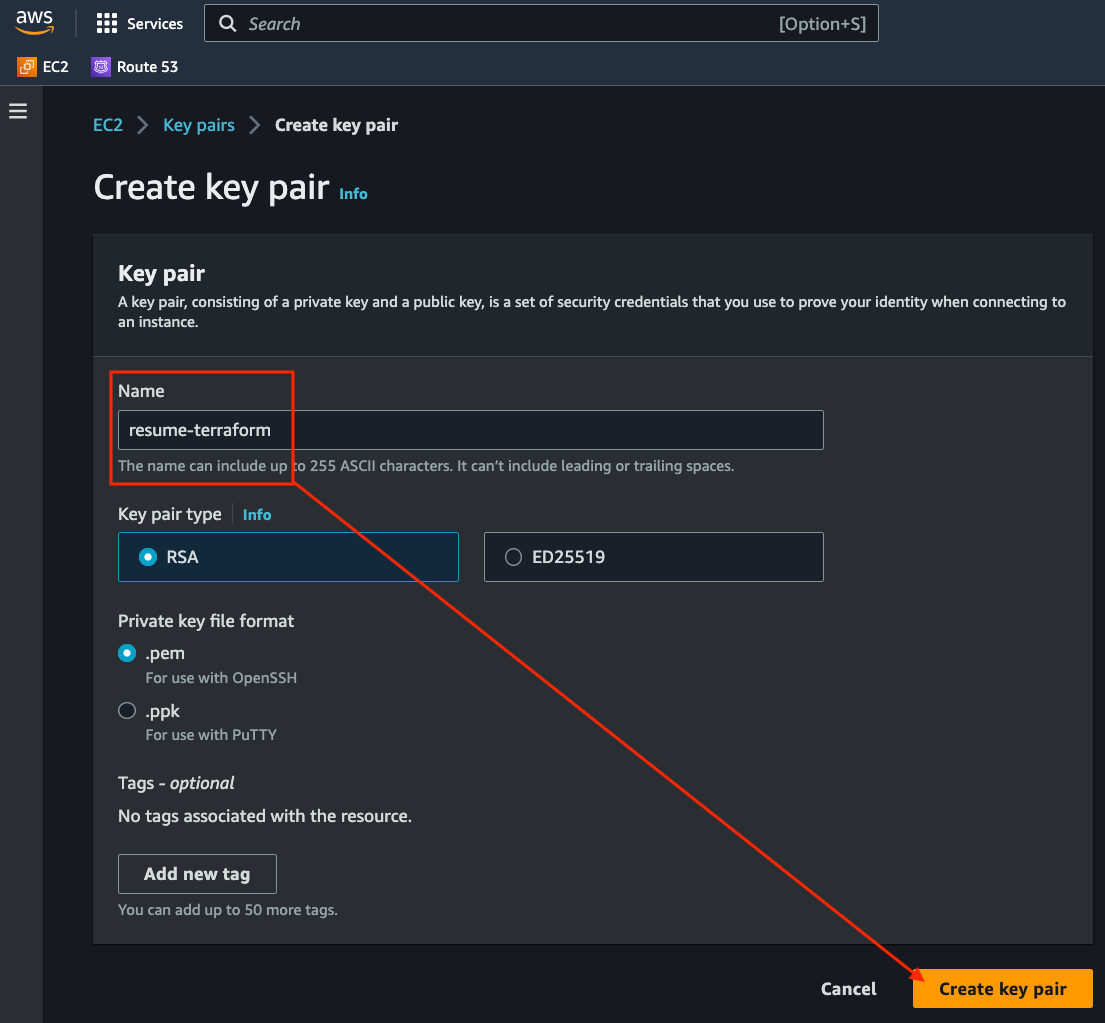 aws
Services
Search
[Option+S]
EC2
Route 53
EC2 > Key pairs > Create key pair
Create key pair Info
Key pair
A key pair, consisting of a private key and a public key, is a set of security credentials that you use to prove your identity when connecting to
an instance.
Name
resume-terraform
The name can include up to 255 ASCII characters. It can't include leading or trailing spaces.
Key pair type
Info
RSA
ED25519
Private key file format
.pem
For use with OpenSSH
.ppk
For use with PuTTY
Tags - optional
No tags associated with the resource.
Add new tag
You can add up to 50 more tags.
Cancel
Create key pair